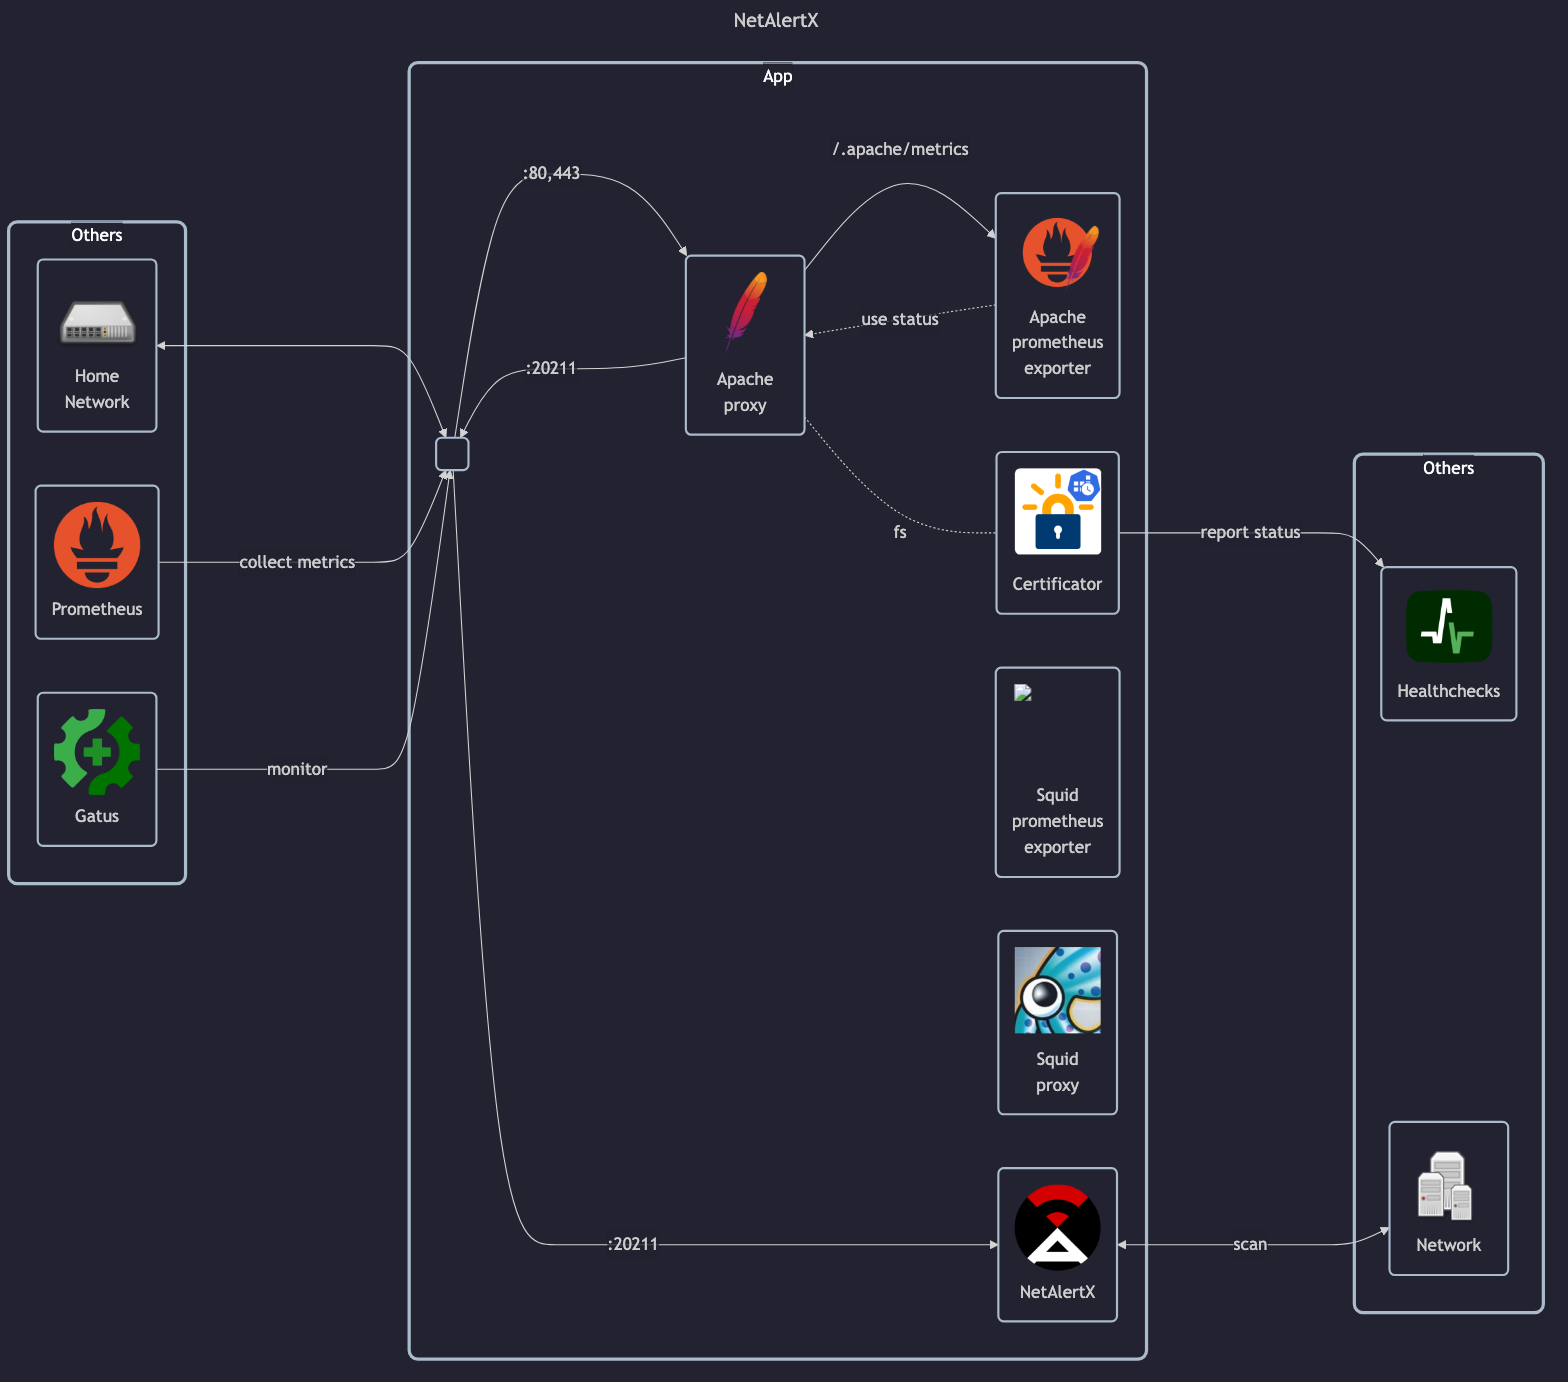 NetAlertX
App
:80,443
/.apache/metrics
Others
Home
Network
Apache
proxy
use status
Apache
prometheus
exporter
:20211
Prometheus
collect metrics
fs
Certificator
report status
Others
Healthchecks
Gatus
monitor
Squid
prometheus
exporter
Squid
proxy
:20211
NetAlertX
scan
Network